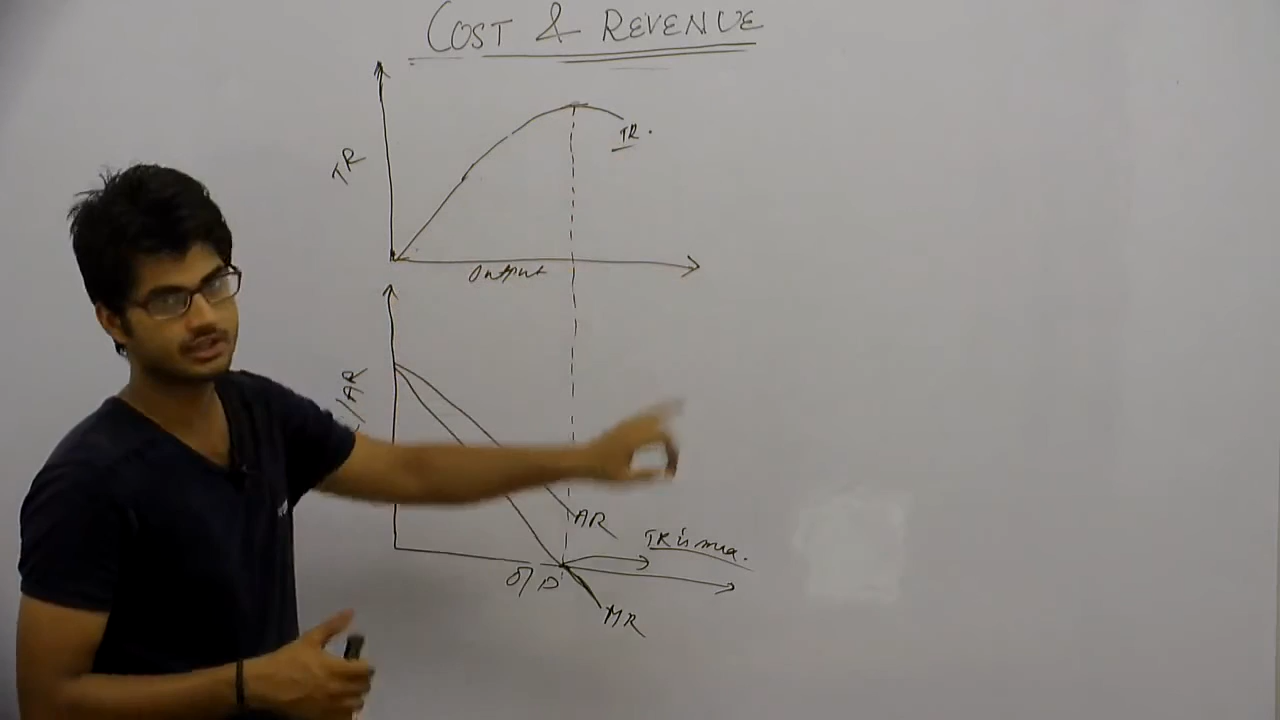 COST & REVENUE
TR
TR.
Output
/AR
AR
TR is max.
O/P
MR